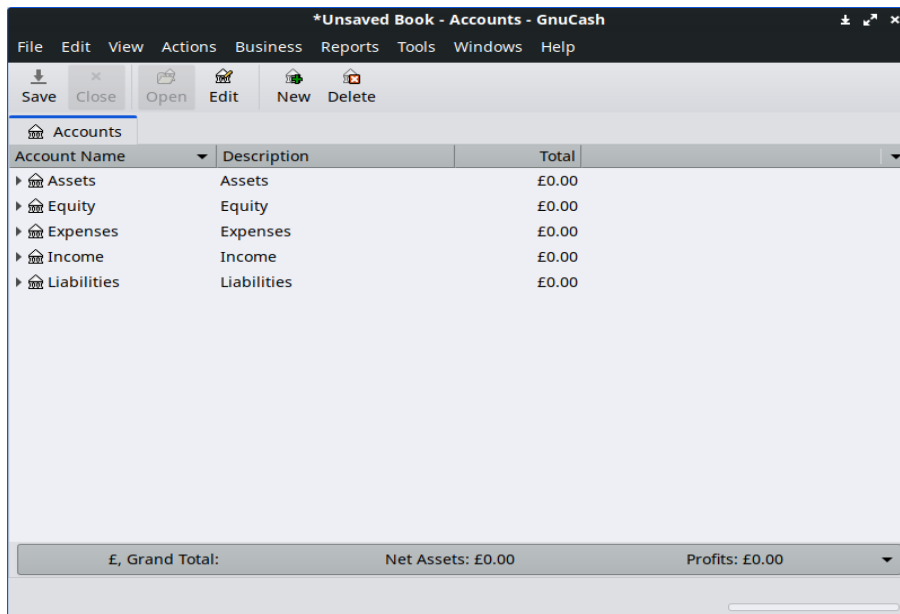 *Unsaved Book - Accounts - GnuCash
File Edit View Actions Business Reports Tools Windows Help
Save Close Open Edit New Delete
Accounts
Account Name Description Total
Assets Assets £0.00
Equity Equity £0.00
Expenses Expenses £0.00
Income Income £0.00
Liabilities Liabilities £0.00
£, Grand Total: Net Assets: £0.00 Profits: £0.00